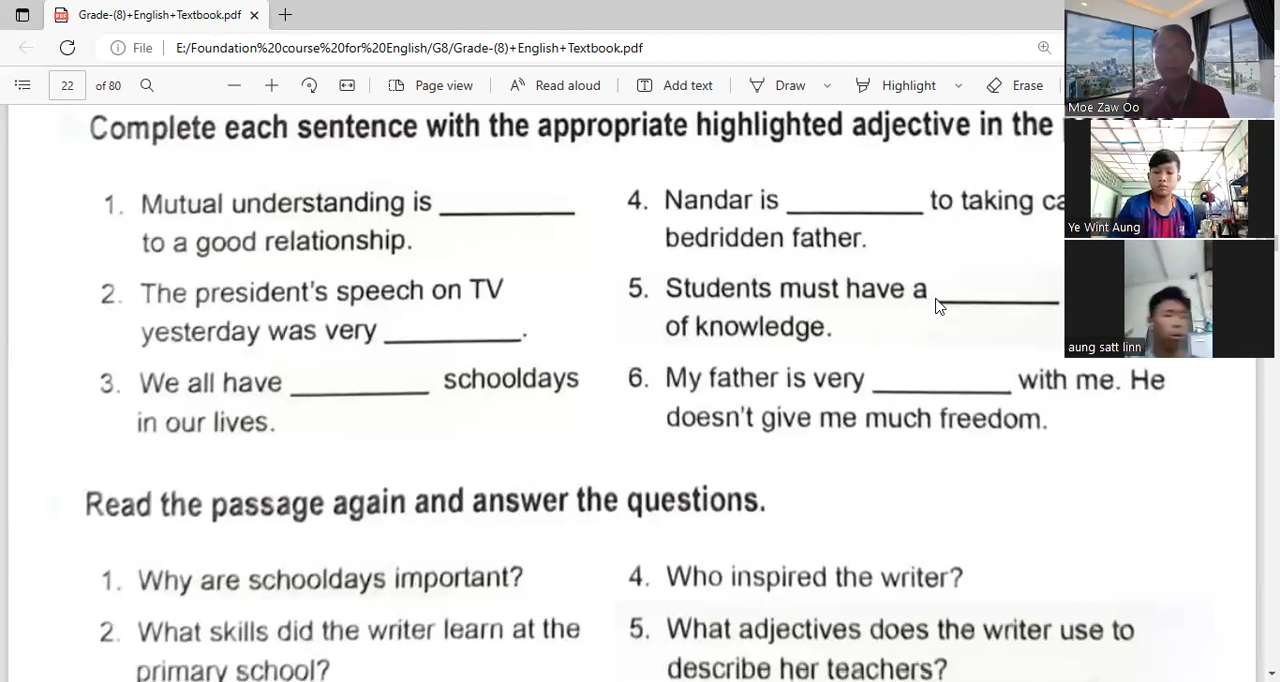 Grade-(8)+English+Textbook.pdf
File E:/Foundation%20course%20for%20English/G8/Grade-(8)+English+Textbook.pdf
22 of 80 Page view Read aloud Add text Draw Highlight Erase
Complete each sentence with the appropriate highlighted adjective in the
1. Mutual understanding is __________
to a good relationship.
2. The president's speech on TV
yesterday was very __________.
3. We all have __________ schooldays
in our lives.
4. Nandar is __________ to taking
bedridden father.
5. Students must have a __________
of knowledge.
6. My father is very __________ with me. He
doesn't give me much freedom.
Read the passage again and answer the questions.
1. Why are schooldays important?
2. What skills did the writer learn at the
primary school?
4. Who inspired the writer?
5. What adjectives does the writer use to
describe her teachers?
Moe Zaw Oo
Ye Wint Aung
aung satt linn